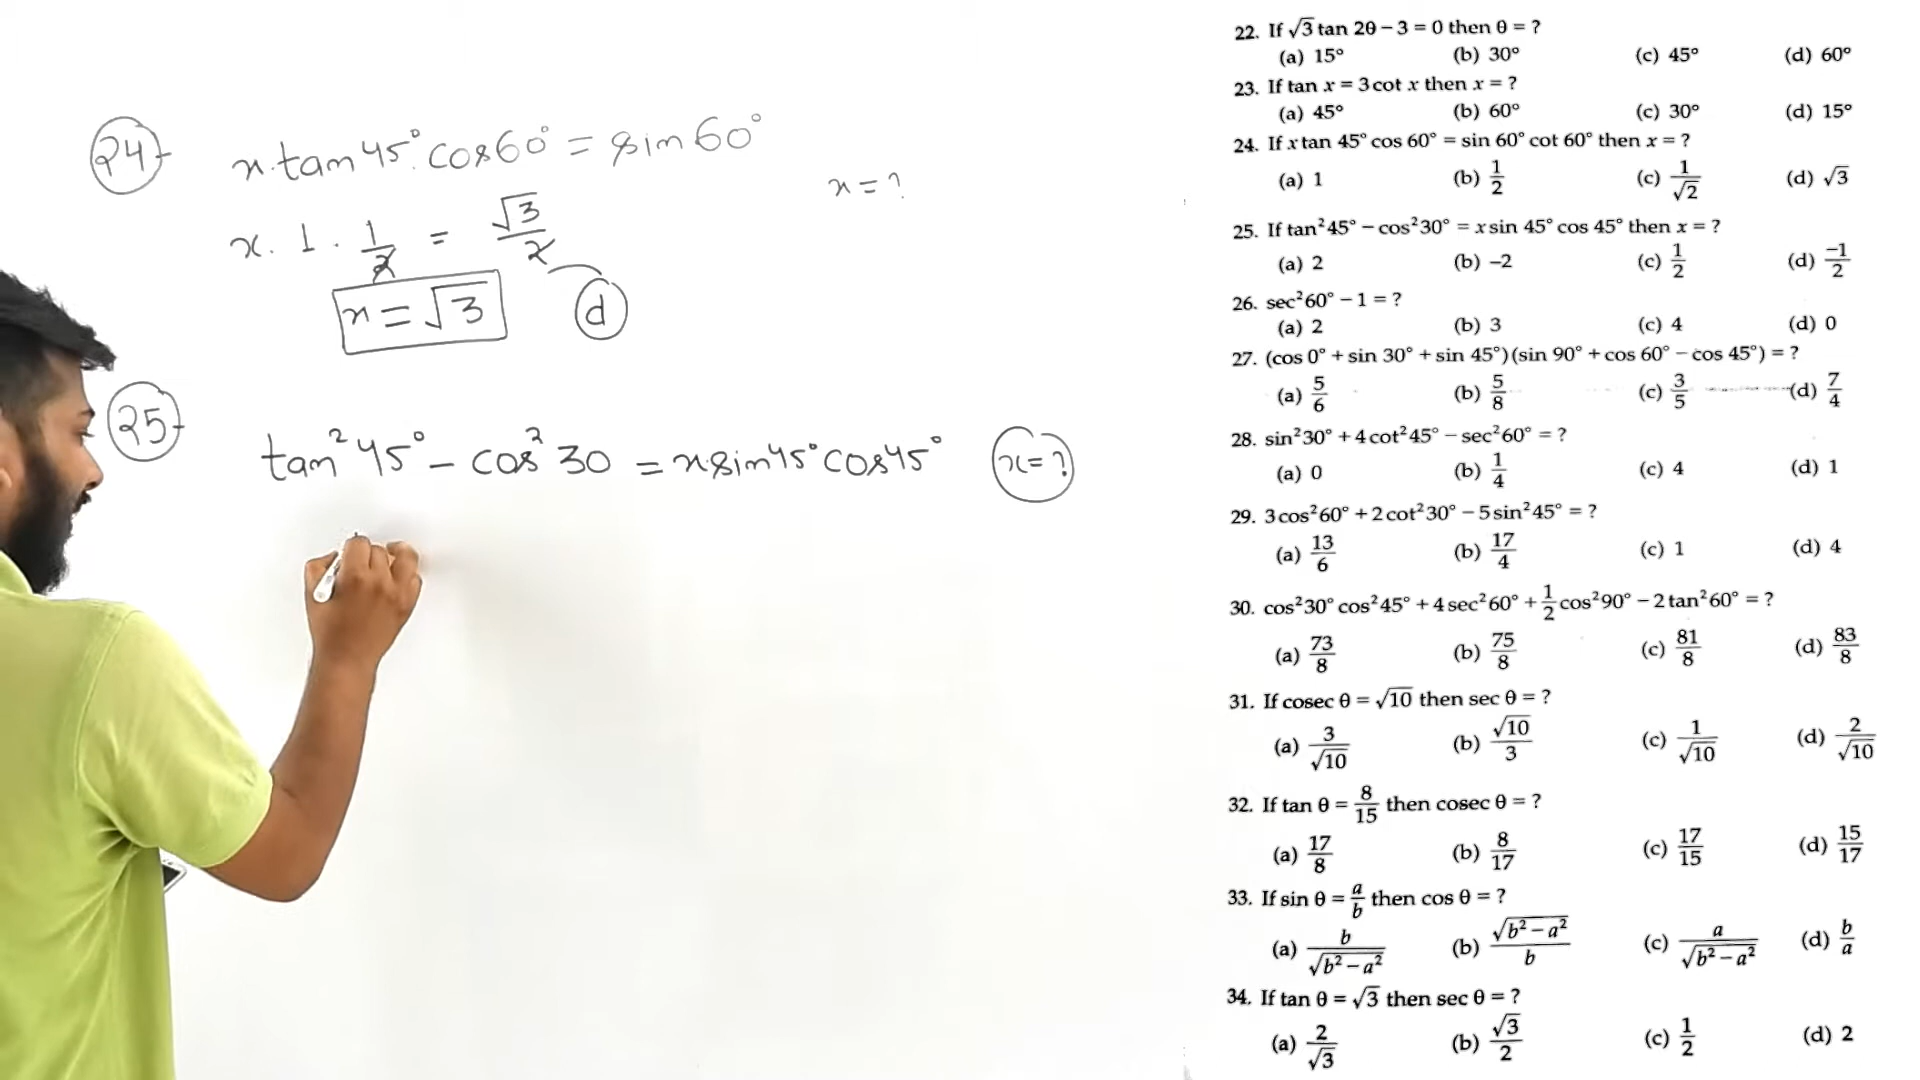 24
x.tan45°.cos60° = sin60°
x = ?
x. 1 . 1/2 = √3/2
x = √3
d
25
tan²45° - cos²30 = x.sin45°cos45°
x = ?
22. If √3 tan 2θ − 3 = 0 then θ = ?
(a) 15° (b) 30° (c) 45° (d) 60°
23. If tan x = 3 cot x then x = ?
(a) 45° (b) 60° (c) 30° (d) 15°
24. If x tan 45° cos 60° = sin 60° cot 60° then x = ?
(a) 1 (b) 1/2 (c) 1/√2 (d) √3
25. If tan²45° − cos²30° = x sin 45° cos 45° then x = ?
(a) 2 (b) −2 (c) 1/2 (d) −1/2
26. sec²60° − 1 = ?
(a) 2 (b) 3 (c) 4 (d) 0
27. (cos 0° + sin 30° + sin 45°)(sin 90° + cos 60° − cos 45°) = ?
(a) 5/6 (b) 5/8 (c) 3/5 (d) 7/4
28. sin²30° + 4 cot²45° − sec²60° = ?
(a) 0 (b) 1/4 (c) 4 (d) 1
29. 3 cos²60° + 2 cot²30° − 5 sin²45° = ?
(a) 13/6 (b) 17/4 (c) 1 (d) 4
30. cos²30° cos²45° + 4 sec²60° + 1/2 cos²90° − 2 tan²60° = ?
(a) 73/8 (b) 75/8 (c) 81/8 (d) 83/8
31. If cosec θ = √10 then sec θ = ?
(a) 3/√10 (b) √10/3 (c) 1/√10 (d) 2/√10
32. If tan θ = 8/15 then cosec θ = ?
(a) 17/8 (b) 8/17 (c) 17/15 (d) 15/17
33. If sin θ = a/b then cos θ = ?
(a) b/√(b² − a²) (b) √(b² − a²)/b (c) a/√(b² − a²) (d) b/a
34. If tan θ = √3 then sec θ = ?
(a) 2/√3 (b) √3/2 (c) 1/2 (d) 2